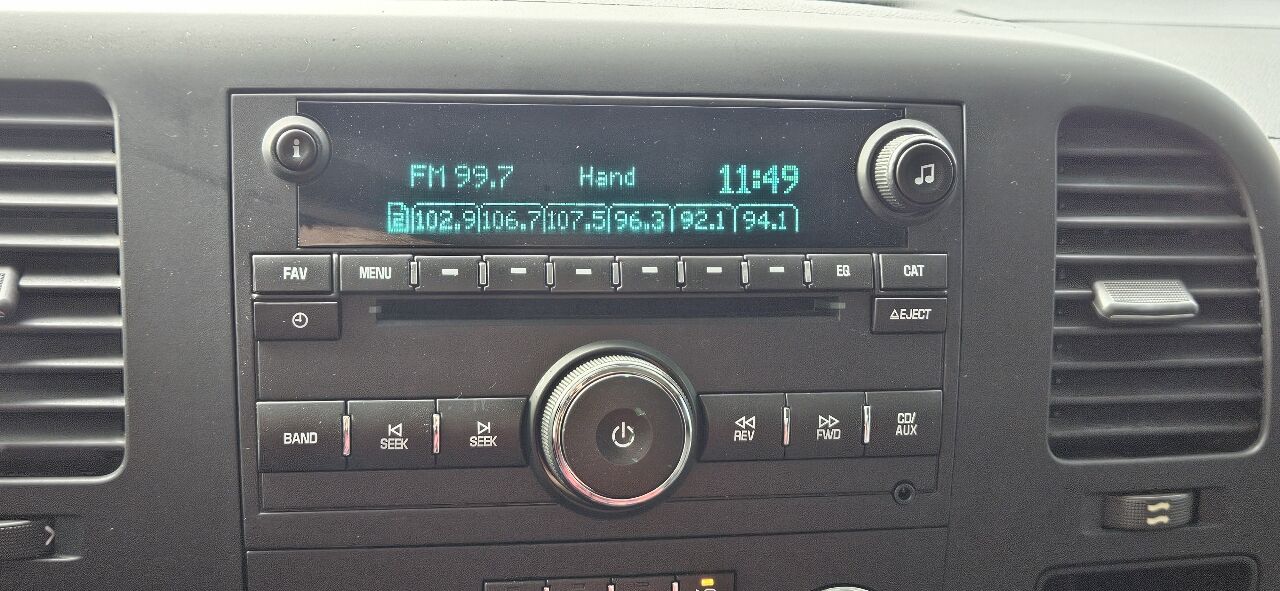 i
FM 99.7 Hand 11:49
2 102.9 106.7 107.5 96.3 92.1 94.1
FAV MENU EQ CAT
EJECT
BAND SEEK SEEK REV FWD CD/
AUX